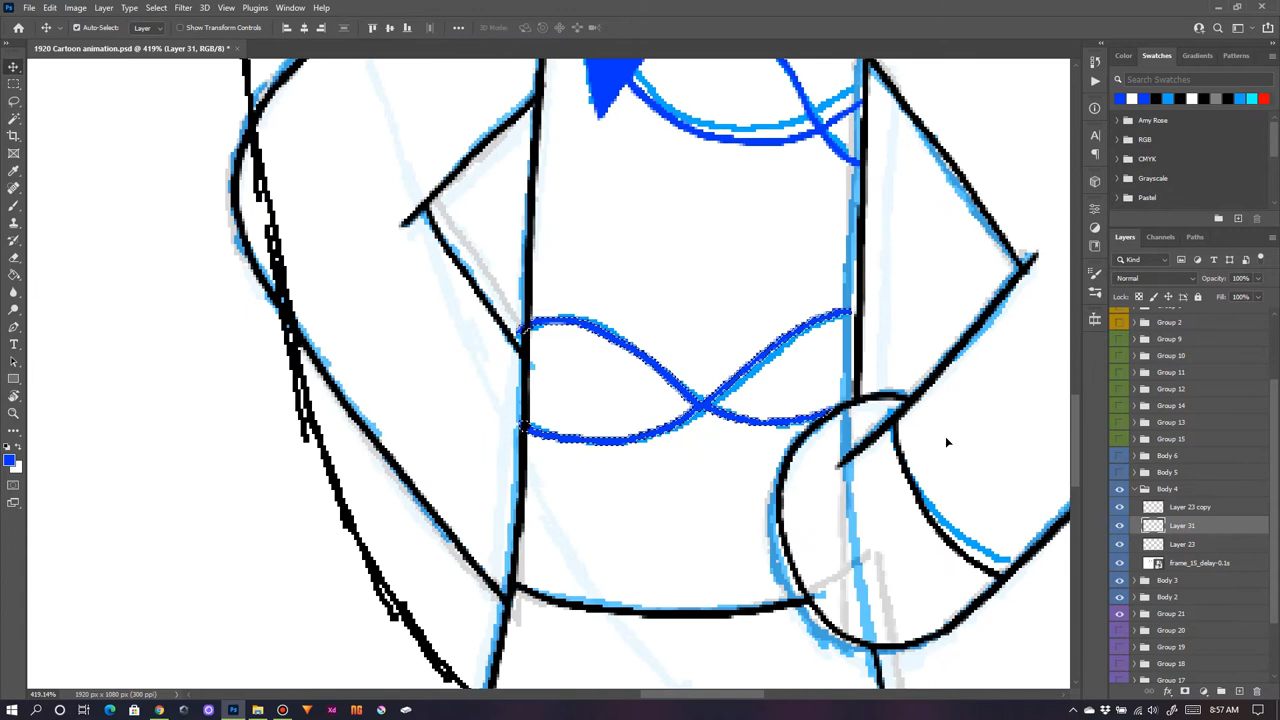 File Edit Image Layer Type Select Filter 3D View Plugins Window Help
Auto-Select: Layer Show Transform Controls 3D Mode:
1920 Cartoon animation.psd @ 419% (Layer 31, RGB/8) *
Color Swatches Gradients Patterns
Search Swatches
Amy Rose
RGB
CMYK
Grayscale
Pastel
Layers Channels Paths
Kind
Normal Opacity: 100%
Lock: Fill: 100%
Group 2
Group 9
Group 10
Group 11
Group 12
Group 14
Group 13
Group 15
Body 6
Body 5
Body 4
Layer 23 copy
Layer 31
Layer 23
frame_15_delay-0.1s
Body 3
Body 2
Group 21
Group 20
Group 19
Group 18
Group 17
419.14% 1920 px x 1080 px (300 ppi)
8:57 AM